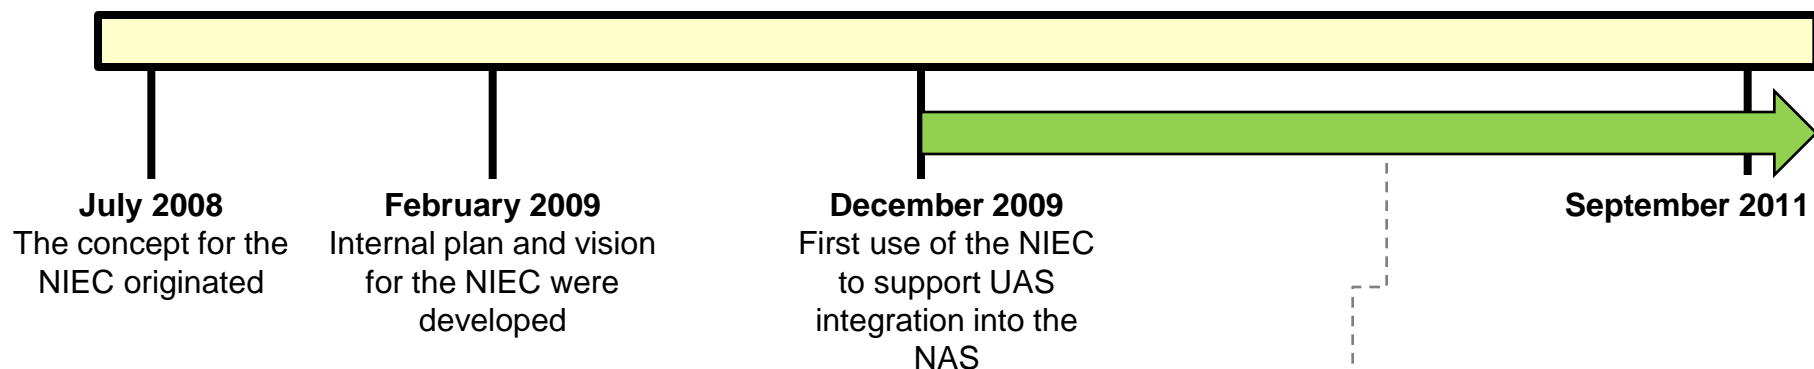 July 2008
The concept for the
NIEC originated
February 2009
Internal plan and vision
for the NIEC were
developed
December 2009
First use of the NIEC
to support UAS
integration into the
NAS
September 2011